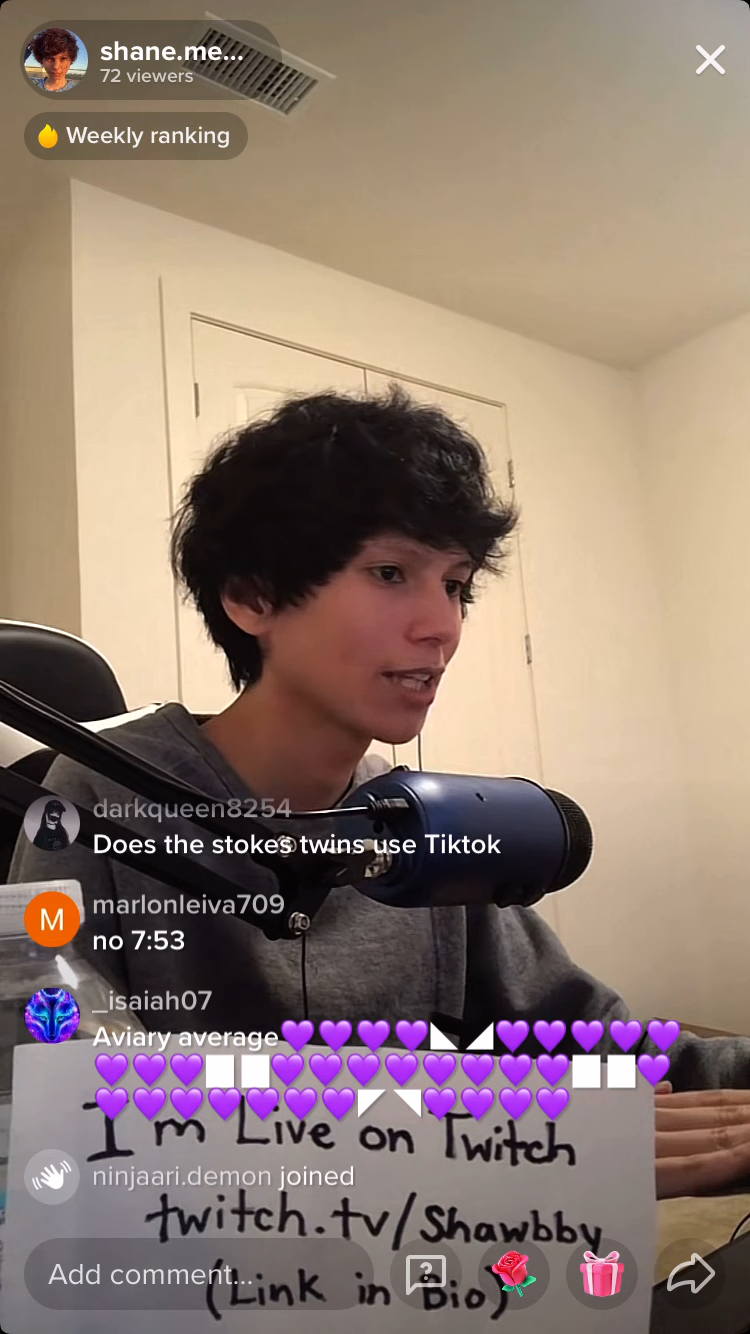 shane.me...
72 viewers
🔥 Weekly ranking
darkqueen8254
Does the stokes twins use Tiktok
M
marlonleiva709
no 7:53
_isaiah07
Aviary average💜💜💜💜◣◢💜💜💜💜💜
💜💜💜⬜⬜💜💜💜💜💜💜💜💜⬜⬜💜
💜💜💜💜💜💜💜◤◥💜💜💜💜
I'm Live on Twitch
ninjaari.demon joined
twitch.tv/Shawbby
Add comment...
(Link in Bio)